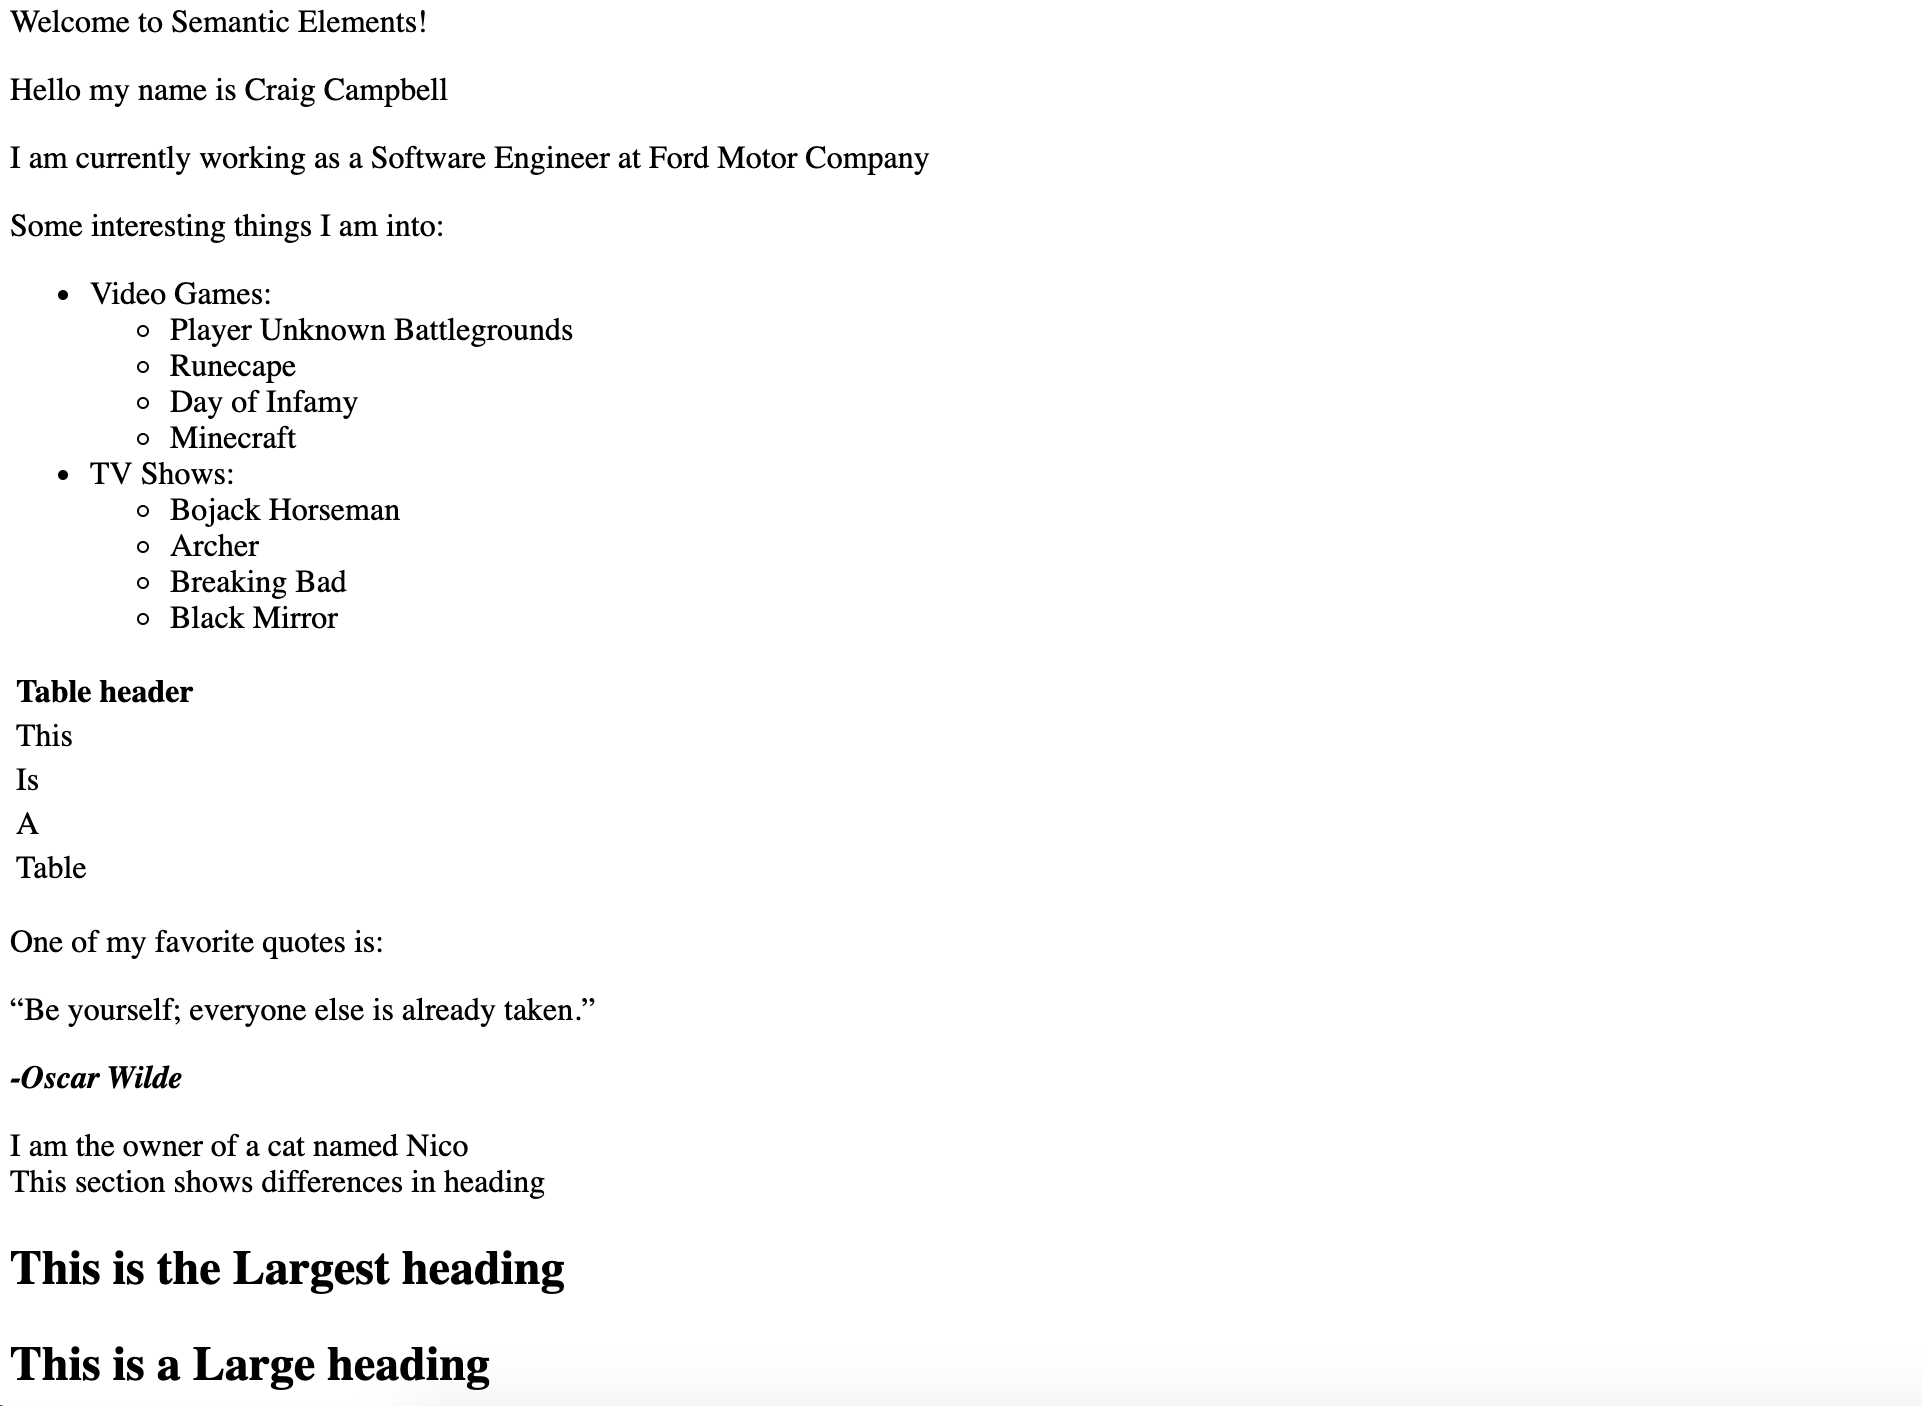 Welcome to Semantic Elements!
Hello my name is Craig Campbell
I am currently working as a Software Engineer at Ford Motor Company
Some interesting things I am into:
Video Games:
Player Unknown Battlegrounds
Runecape
Day of Infamy
Minecraft
TV Shows:
Bojack Horseman
Archer
Breaking Bad
Black Mirror
Table header
This
Is
A
Table
One of my favorite quotes is:
“Be yourself; everyone else is already taken.”
-Oscar Wilde
I am the owner of a cat named Nico
This section shows differences in heading
This is the Largest heading
This is a Large heading